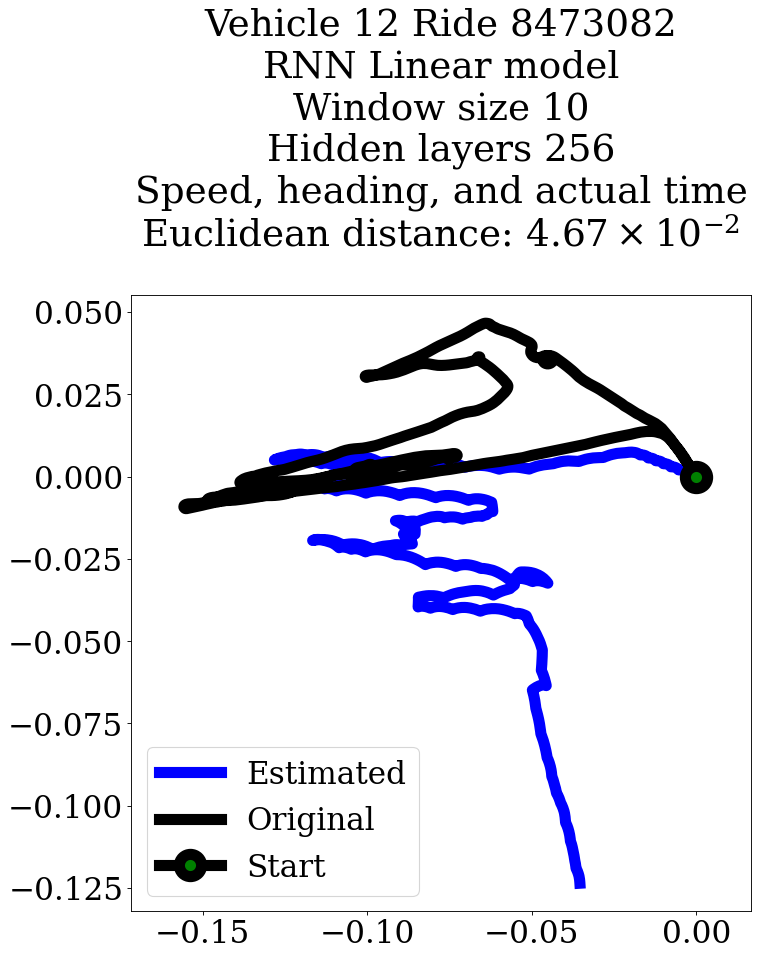 Vehicle 12 Ride 8473082
RNN Linear model
Window size 10
Hidden layers 256
Speed, heading, and actual time
Euclidean distance: 4.67 × 10⁻²
0.050
0.025
0.000
−0.025
−0.050
−0.075
−0.100
−0.125
Estimated
Original
Start
−0.15 −0.10 −0.05 0.00